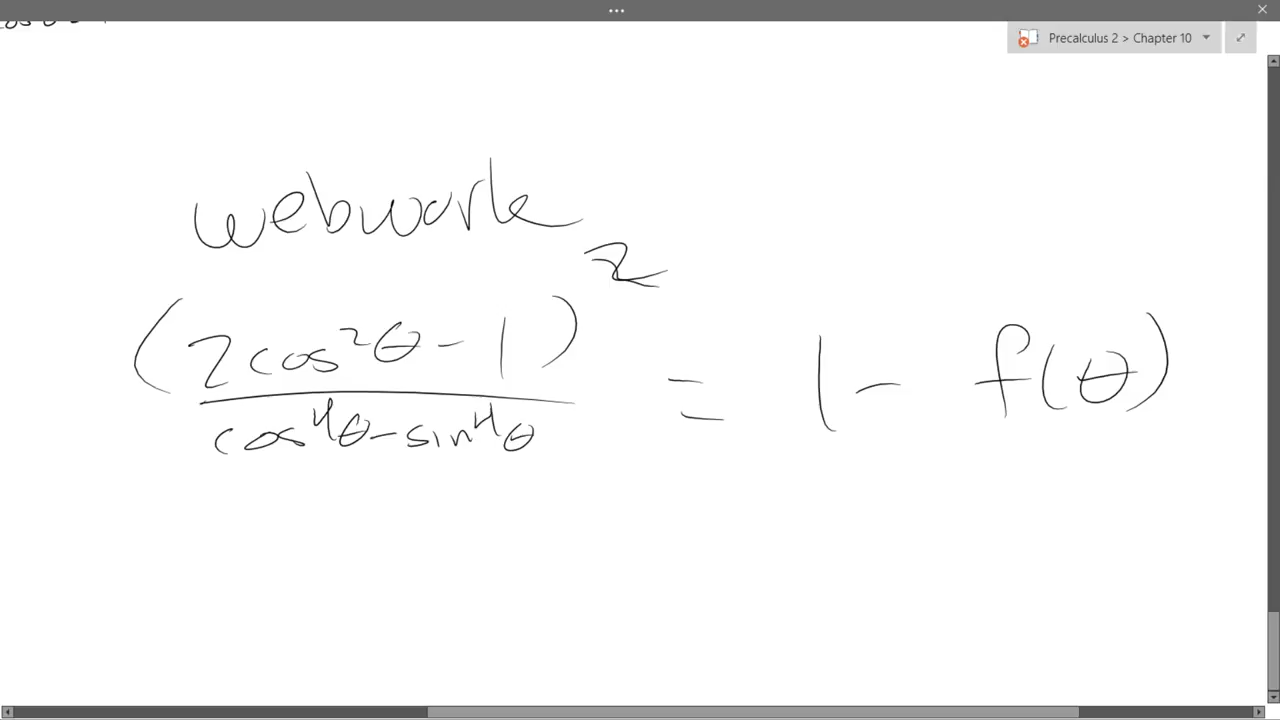 Precalculus 2 > Chapter 10
webwork
(2cos²θ - 1)²
cos⁴θ - sin⁴θ
= 1 - f(θ)